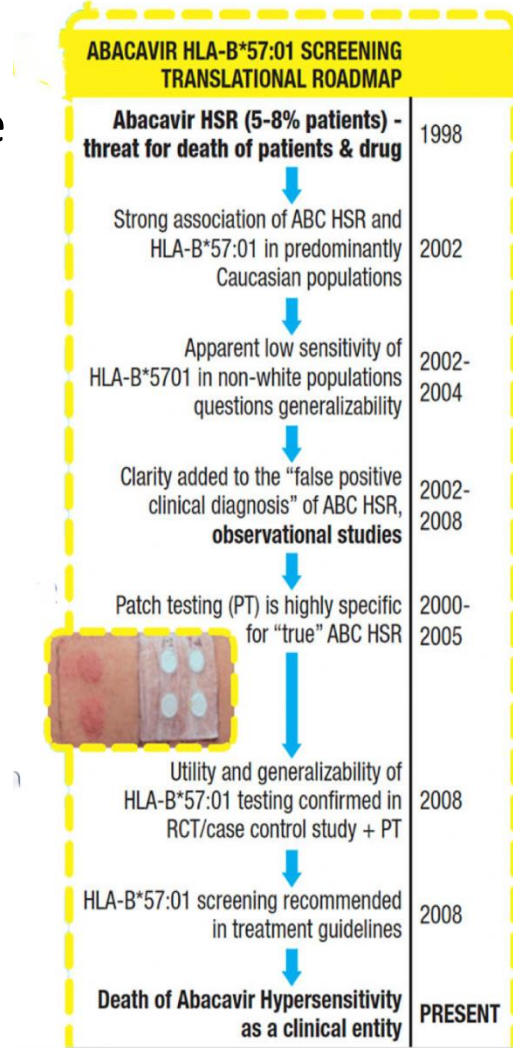 ABACAVIR HLA-B*57:01 SCREENING
TRANSLATIONAL ROADMAP
e
Abacavir HSR (5-8% patients) -
threat for death of patients & drug
1998
Strong association of ABC HSR and
HLA-B*57:01 in predominantly
Caucasian populations
2002
Apparent low sensitivity of
HLA-B*5701 in non-white populations
questions generalizability
2002-
2004
Clarity added to the “false positive
clinical diagnosis” of ABC HSR,
observational studies
2002-
2008
Patch testing (PT) is highly specific
for “true” ABC HSR
2000-
2005
Utility and generalizability of
HLA-B*57:01 testing confirmed in
RCT/case control study + PT
2008
HLA-B*57:01 screening recommended
in treatment guidelines
2008
Death of Abacavir Hypersensitivity
as a clinical entity
PRESENT